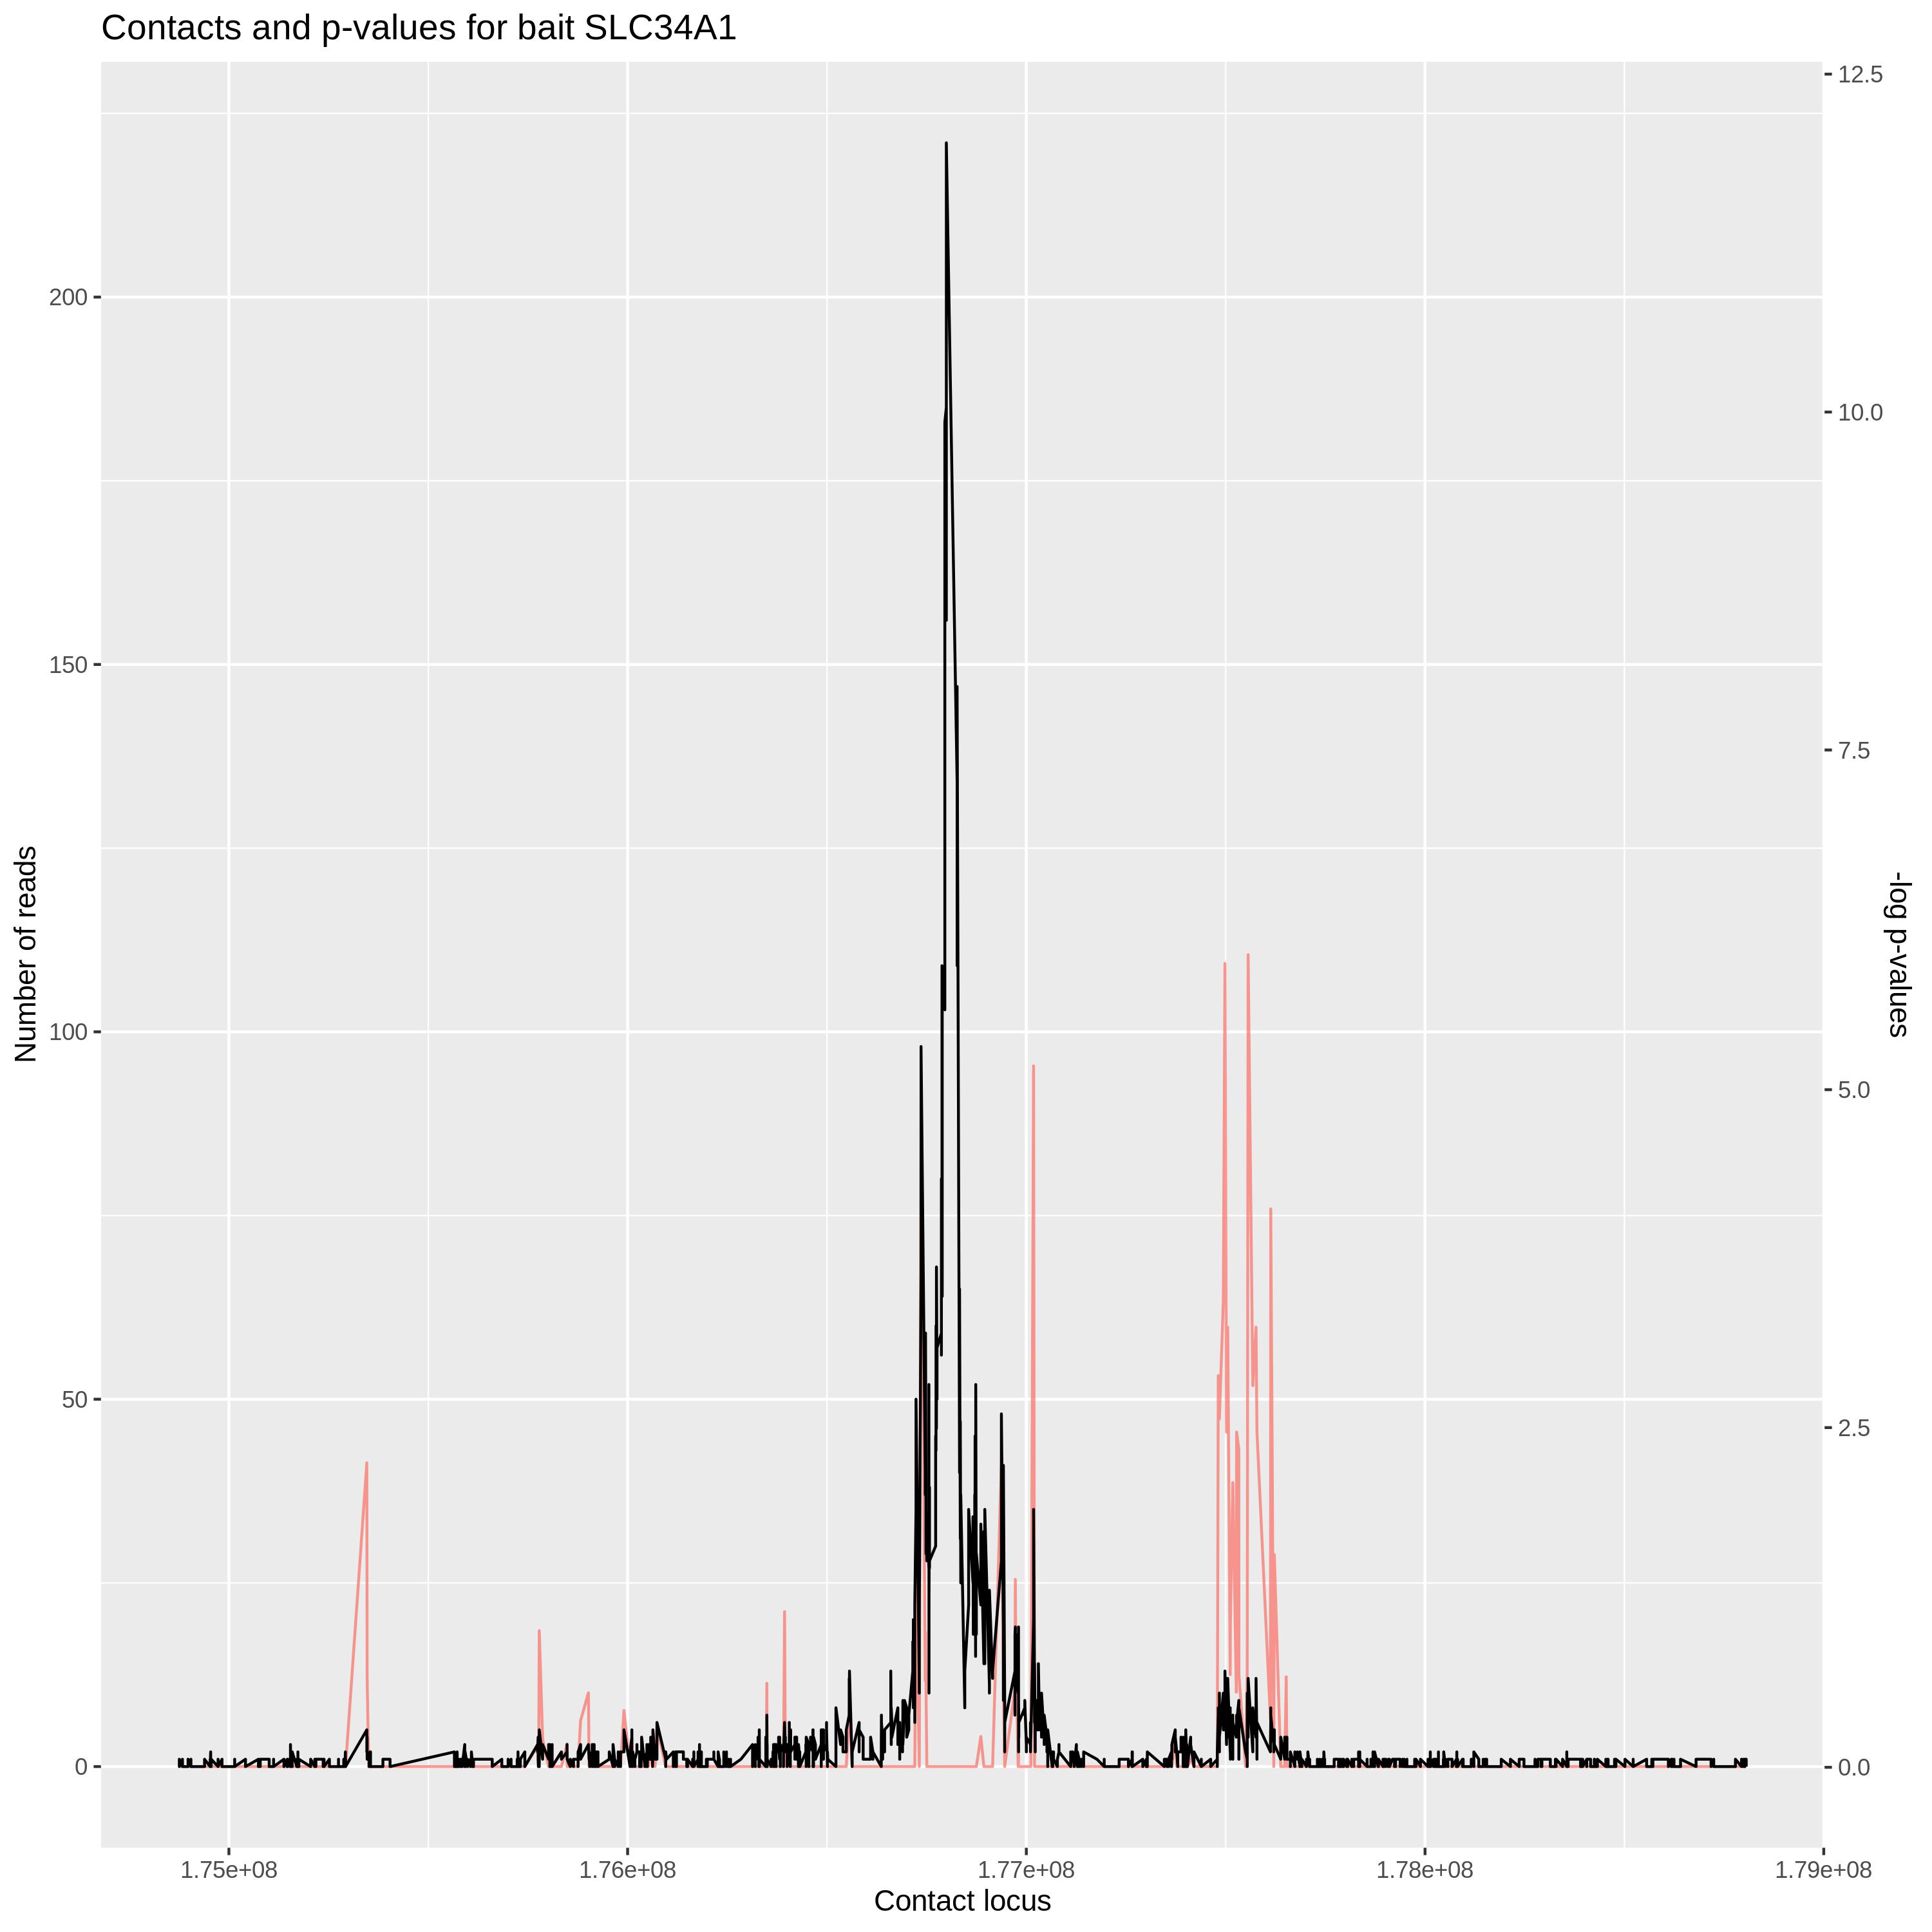 Contacts and p-values for bait SLC34A1
12.5
10.0
7.5
5.0
2.5
0.0
200
150
100
50
0
Number of reads
-log p-values
1.75e+08
1.76e+08
1.77e+08
1.78e+08
1.79e+08
Contact locus